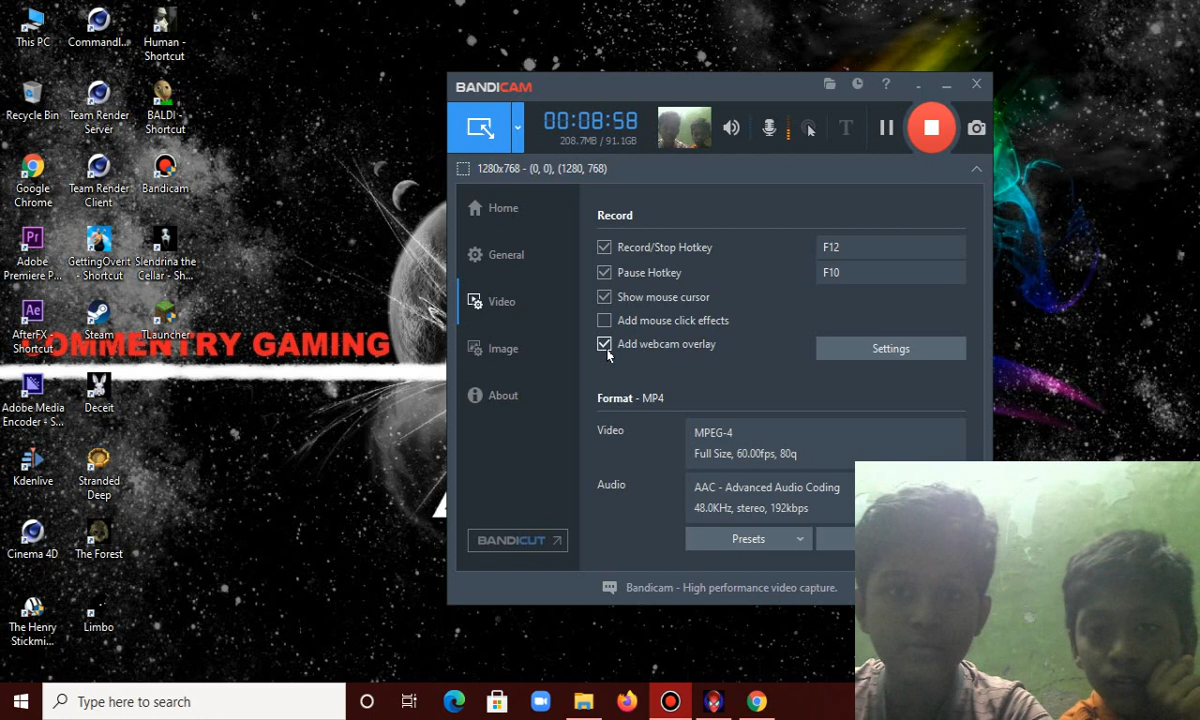 This PC
Commandl...
Human -
Shortcut
Recycle Bin
Team Render
Server
BALDI -
Shortcut
Google
Chrome
Team Render
Client
Bandicam
Adobe
Premiere P...
GettingOverIt
- Shortcut
Slendrina the
Cellar - Sh...
AfterFX -
Shortcut
Steam
TLauncher
COMMENTRY GAMING
Adobe Media
Encoder - S...
Deceit
Kdenlive
Stranded
Deep
Cinema 4D
The Forest
The Henry
Stickmi...
Limbo
BANDICAM
00:08:58
208.7MB / 91.1GB
1280x768 - (0, 0), (1280, 768)
Home
General
Video
Image
About
BANDICUT
Record
Record/Stop Hotkey
F12
Pause Hotkey
F10
Show mouse cursor
Add mouse click effects
Add webcam overlay
Settings
Format - MP4
Video
MPEG-4
Full Size, 60.00fps, 80q
Audio
AAC - Advanced Audio Coding
48.0KHz, stereo, 192kbps
Presets
Bandicam - High performance video capture.
Type here to search